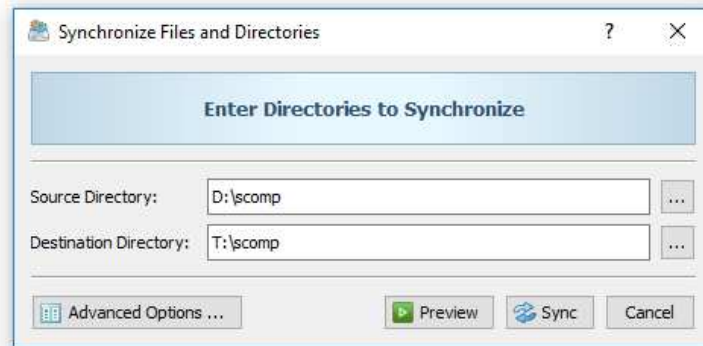 Synchronize Files and Directories ?
Enter Directories to Synchronize
Source Directory: D:\scomp ...
Destination Directory: T:\scomp ...
Advanced Options ... Preview Sync Cancel